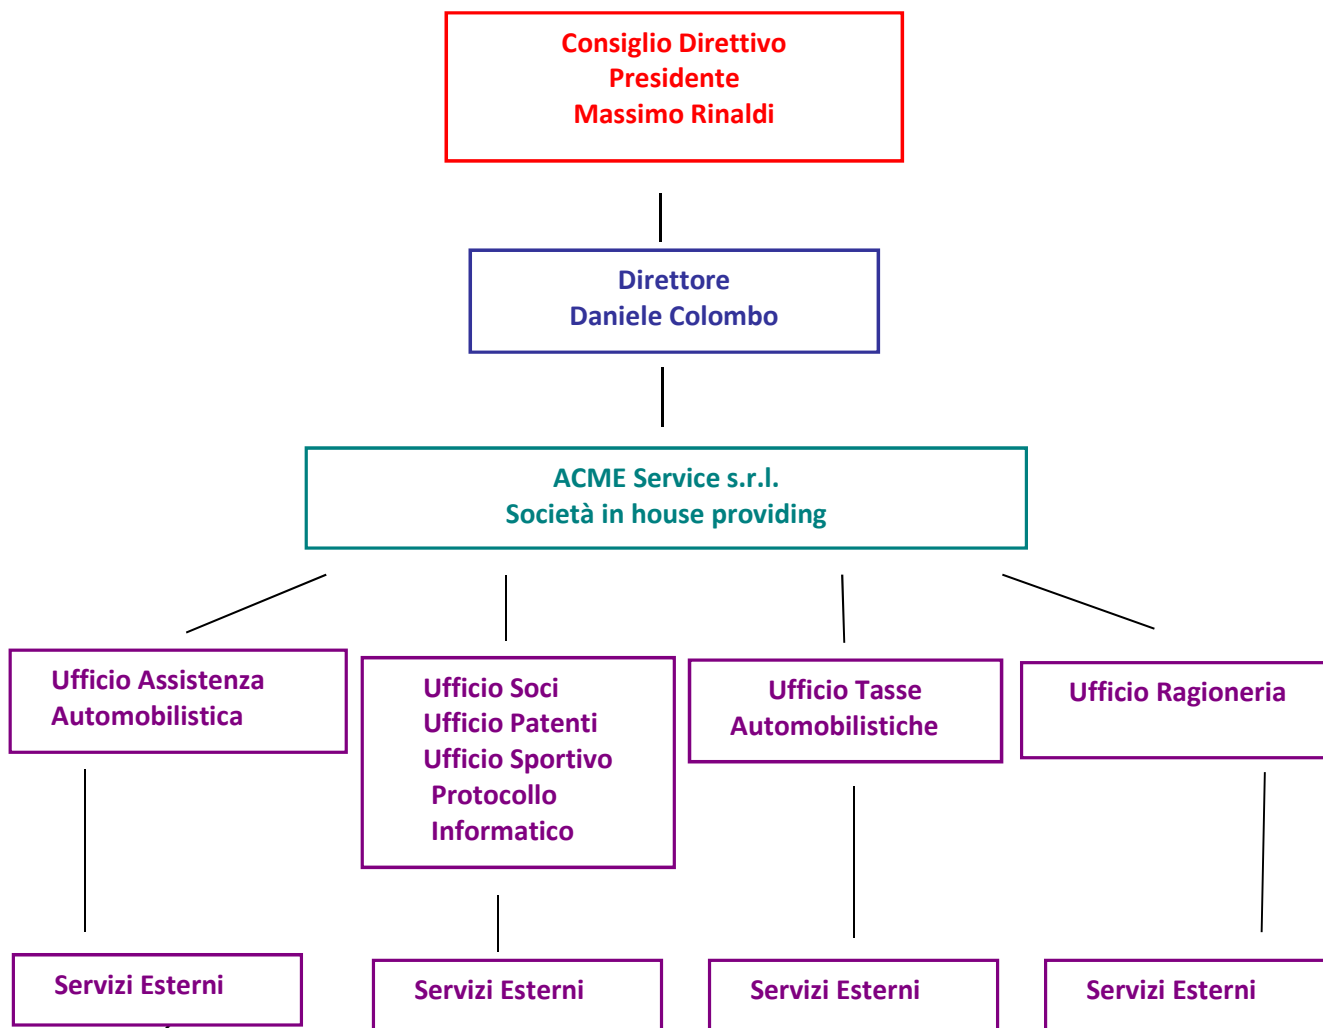 Consiglio Direttivo
Presidente
Massimo Rinaldi
Direttore
Daniele Colombo
ACME Service s.r.l.
Società in house providing
Ufficio Assistenza
Automobilistica
Ufficio Soci
Ufficio Patenti
Ufficio Sportivo
Protocollo
Informatico
Ufficio Tasse
Automobilistiche
Ufficio Ragioneria
Servizi Esterni
Servizi Esterni
Servizi Esterni
Servizi Esterni